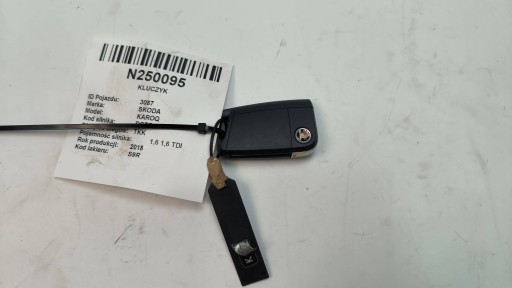 N250095
KLUCZYK
ID Pojazdu: 3087
Marka: SKODA
Model: KAROQ
Kod silnika:
TKK
Pojemność silnika: 1,6 1,6 TDI
Rok produkcji: 2018
Kod lakieru: S9R